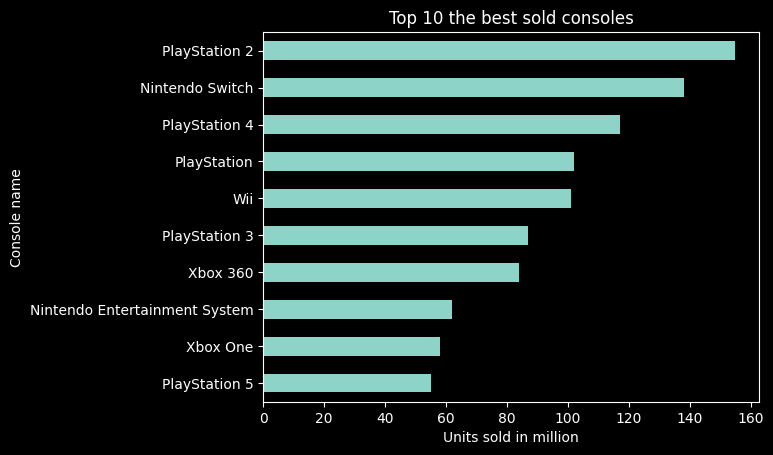 Top 10 the best sold consoles
Console name
PlayStation 2
Nintendo Switch
PlayStation 4
PlayStation
Wii
PlayStation 3
Xbox 360
Nintendo Entertainment System
Xbox One
PlayStation 5
0 20 40 60 80 100 120 140 160
Units sold in million